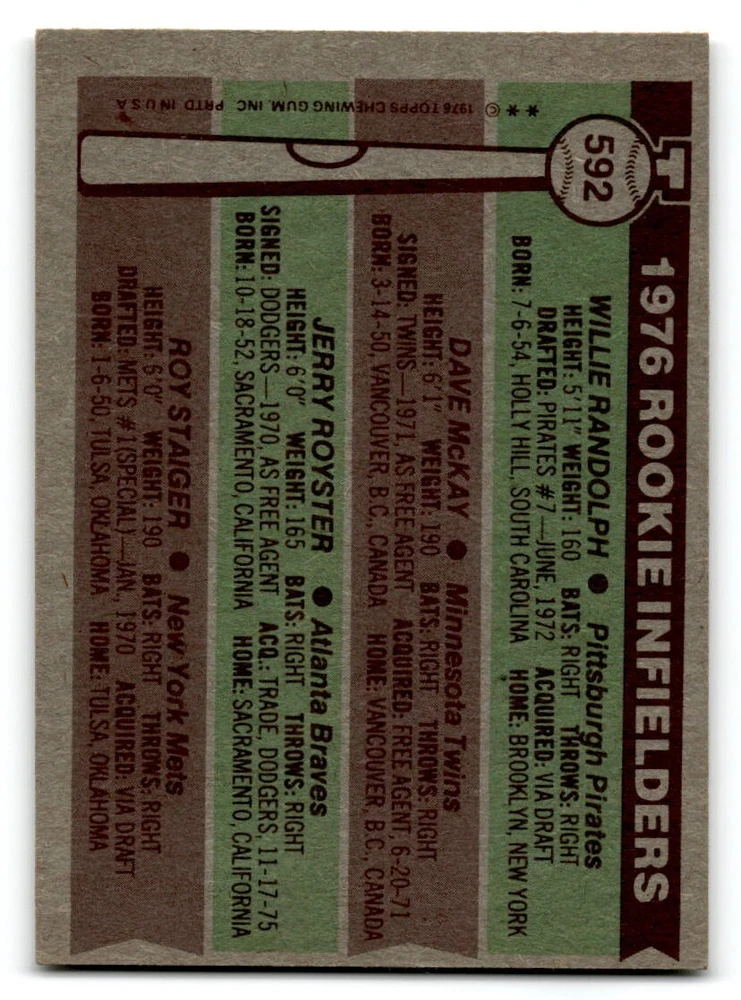 592
1976 ROOKIE INFIELDERS
WILLIE RANDOLPH ● Pittsburgh Pirates
HEIGHT: 5'11" WEIGHT: 160 BATS: RIGHT THROWS: RIGHT
DRAFTED: PIRATES #7—JUNE, 1972 ACQUIRED: VIA DRAFT
BORN: 7-6-54, HOLLY HILL, SOUTH CAROLINA HOME: BROOKLYN, NEW YORK
DAVE McKAY ● Minnesota Twins
HEIGHT: 6'1" WEIGHT: 190 BATS: RIGHT THROWS: RIGHT
SIGNED: TWINS—1971, AS FREE AGENT ACQUIRED: FREE AGENT, 6-20-71
BORN: 3-14-50, VANCOUVER, B.C., CANADA HOME: VANCOUVER, B.C., CANADA
JERRY ROYSTER ● Atlanta Braves
HEIGHT: 6'0" WEIGHT: 165 BATS: RIGHT THROWS: RIGHT
SIGNED: DODGERS—1970, AS FREE AGENT ACQ.: TRADE, DODGERS, 11-17-75
BORN: 10-18-52, SACRAMENTO, CALIFORNIA HOME: SACRAMENTO, CALIFORNIA
ROY STAIGER ● New York Mets
HEIGHT: 6'0" WEIGHT: 190 BATS: RIGHT THROWS: RIGHT
DRAFTED: METS #1(SPECIAL)—JAN., 1970 ACQUIRED: VIA DRAFT
BORN: 1-6-50, TULSA, OKLAHOMA HOME: TULSA, OKLAHOMA
** © 1976 TOPPS CHEWING GUM, INC PRTD IN U S A